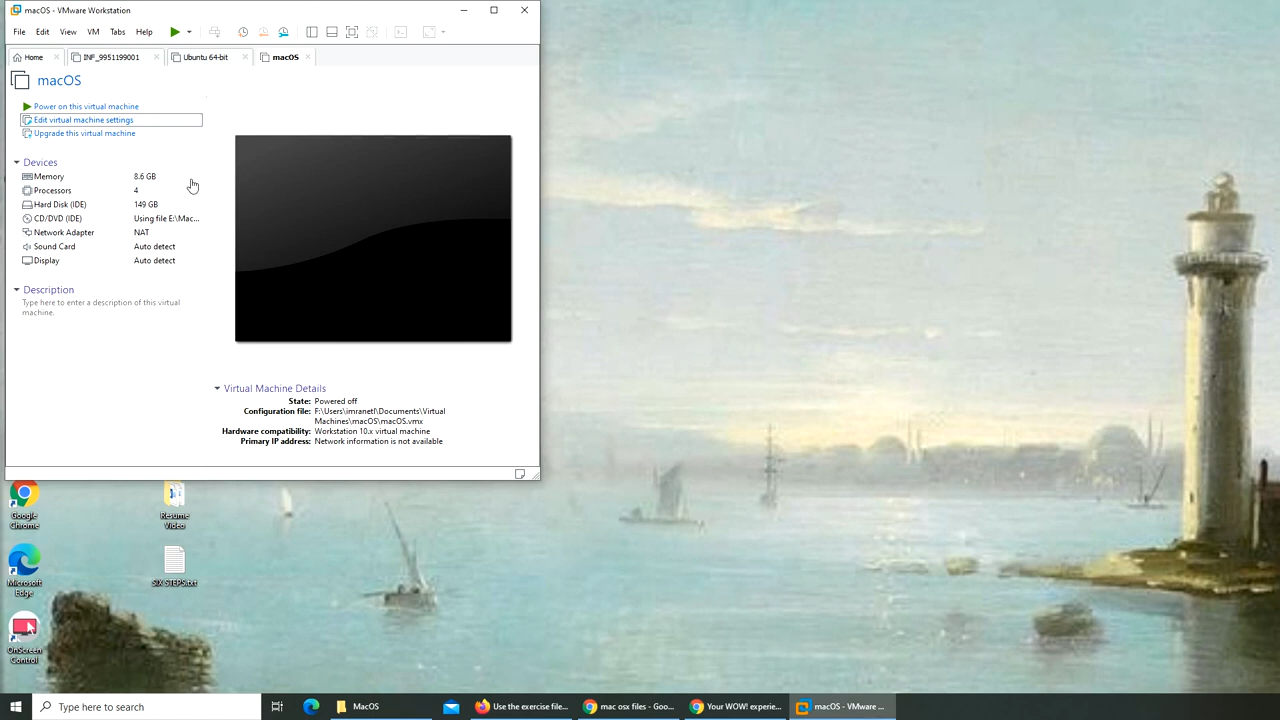 macOS - VMware Workstation
File Edit View VM Tabs Help
Home INF_9951199001 Ubuntu 64-bit macOS
macOS
Power on this virtual machine
Edit virtual machine settings
Upgrade this virtual machine
Devices
Memory 8.6 GB
Processors 4
Hard Disk (IDE) 149 GB
CD/DVD (IDE) Using file E:\Mac...
Network Adapter NAT
Sound Card Auto detect
Display Auto detect
Description
Type here to enter a description of this virtual
machine.
Virtual Machine Details
State: Powered off
Configuration file: F:\Users\imranetl\Documents\Virtual
Machines\macOS\macOS.vmx
Hardware compatibility: Workstation 10.x virtual machine
Primary IP address: Network information is not available
Google
Chrome
Resume
Video
Microsoft
Edge
SIX STEPS.txt
OnScreen
Control
Type here to search
MacOS
Use the exercise file...
mac osx files - Goo...
Your WOW! experie...
macOS - VMware ...